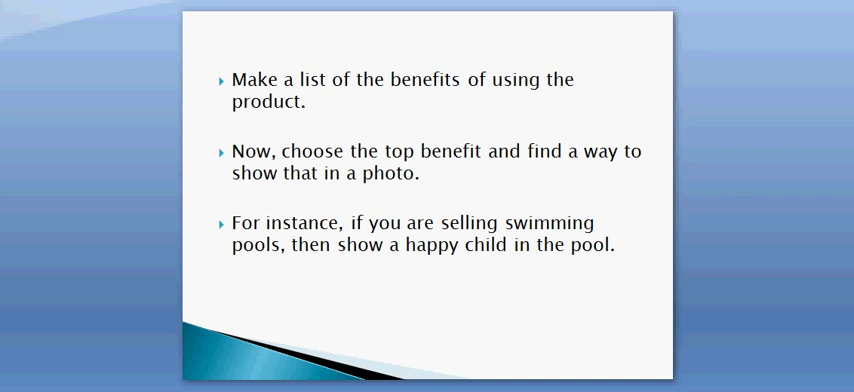 Make a list of the benefits of using the
product.
Now, choose the top benefit and find a way to
show that in a photo.
For instance, if you are selling swimming
pools, then show a happy child in the pool.